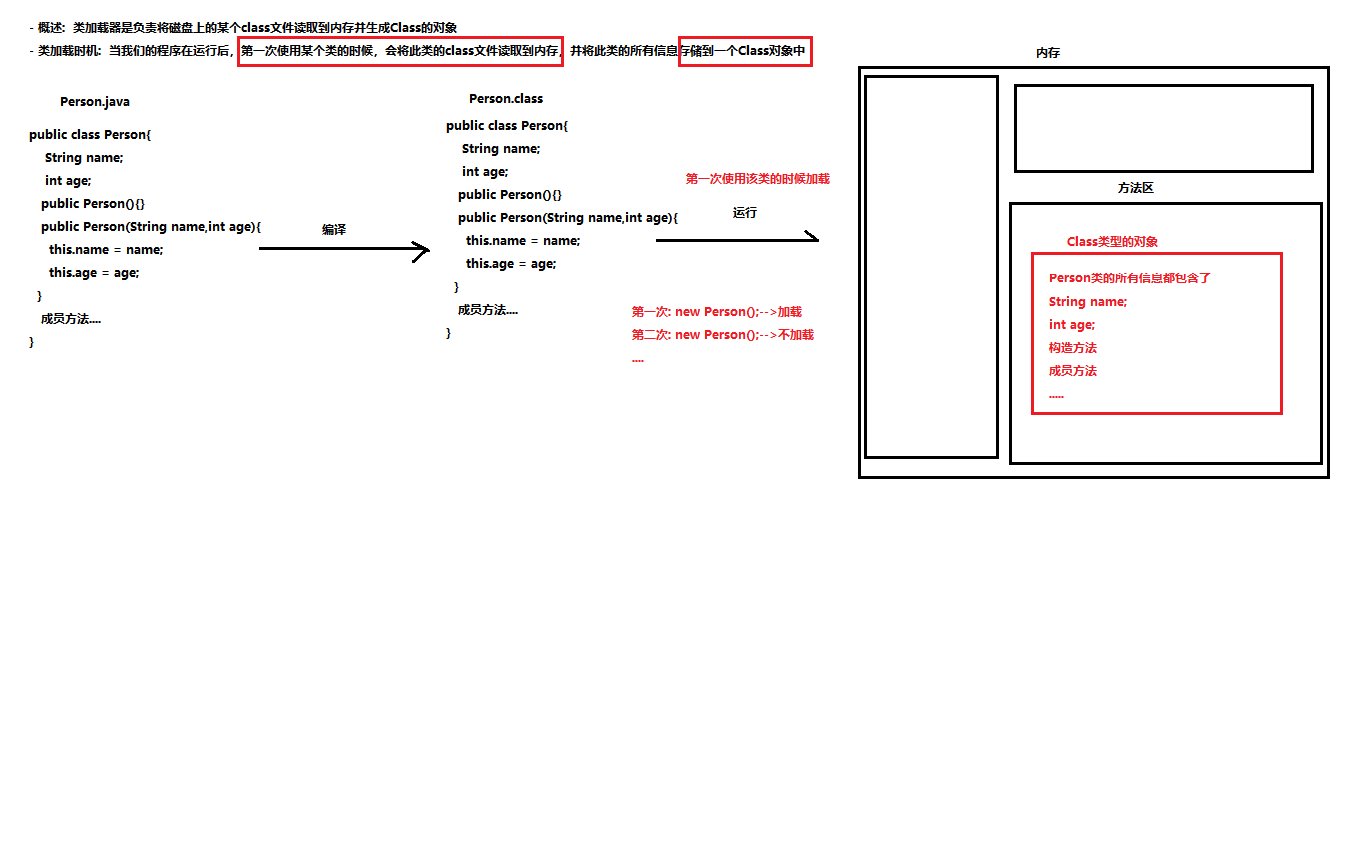 - 概述: 类加载器是负责将磁盘上的某个class文件读取到内存并生成Class的对象
- 类加载时机: 当我们的程序在运行后，第一次使用某个类的时候，会将此类的class文件读取到内存，并将此类的所有信息存储到一个Class对象中
内存
Person.java
public class Person{
String name;
int age;
public Person(){}
public Person(String name,int age){
this.name = name;
this.age = age;
}
成员方法....
}
编译
Person.class
public class Person{
String name;
int age;
public Person(){}
public Person(String name,int age){
this.name = name;
this.age = age;
}
成员方法....
}
第一次使用该类的时候加载
运行
第一次: new Person();-->加载
第二次: new Person();-->不加载
....
方法区
Class类型的对象
Person类的所有信息都包含了
String name;
int age;
构造方法
成员方法
.....